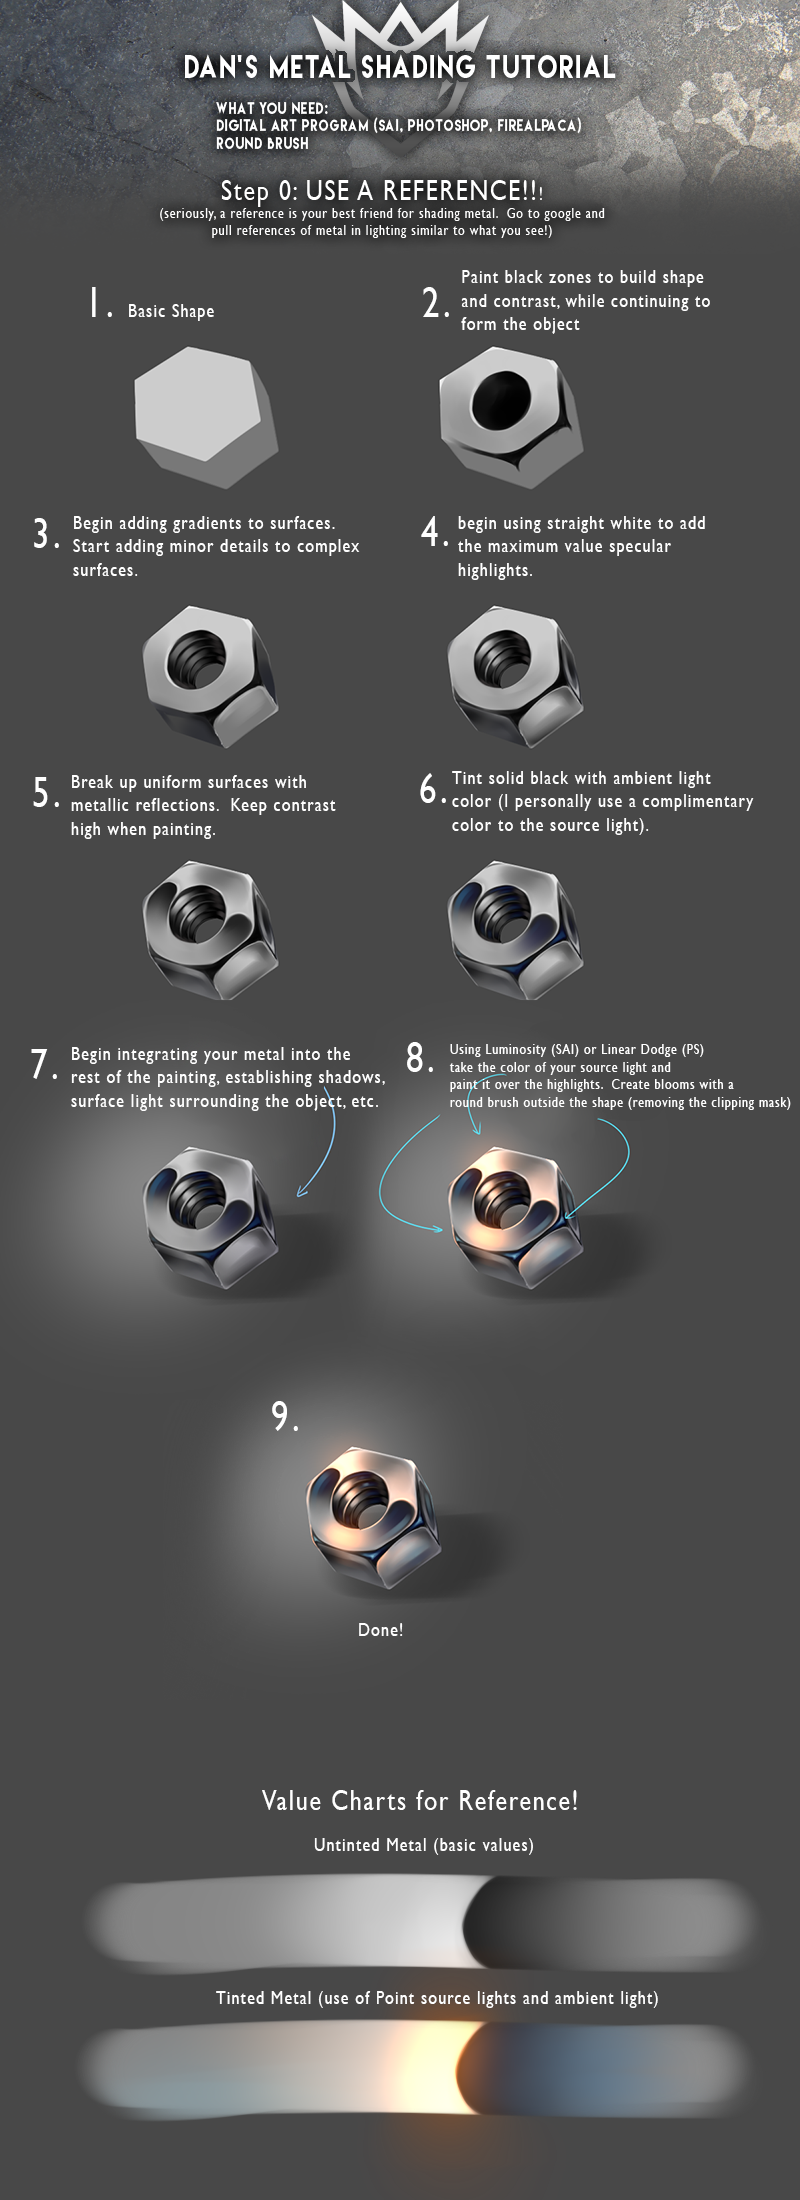 DAN'S METAL SHADING TUTORIAL
WHAT YOU NEED:
DIGITAL ART PROGRAM (SAI, PHOTOSHOP, FIREALPACA)
ROUND BRUSH
Step 0: USE A REFERENCE!!!
(seriously, a reference is your best friend for shading metal. Go to google and
pull references of metal in lighting similar to what you see!)
1. Basic Shape
2. Paint black zones to build shape
and contrast, while continuing to
form the object
3. Begin adding gradients to surfaces.
Start adding minor details to complex
surfaces.
4. begin using straight white to add
the maximum value specular
highlights.
5. Break up uniform surfaces with
metallic reflections. Keep contrast
high when painting.
6. Tint solid black with ambient light
color (I personally use a complimentary
color to the source light).
7. Begin integrating your metal into the
rest of the painting, establishing shadows,
surface light surrounding the object, etc.
8. Using Luminosity (SAI) or Linear Dodge (PS)
take the color of your source light and
paint it over the highlights. Create blooms with a
round brush outside the shape (removing the clipping mask)
9.
Done!
Value Charts for Reference!
Untinted Metal (basic values)
Tinted Metal (use of Point source lights and ambient light)